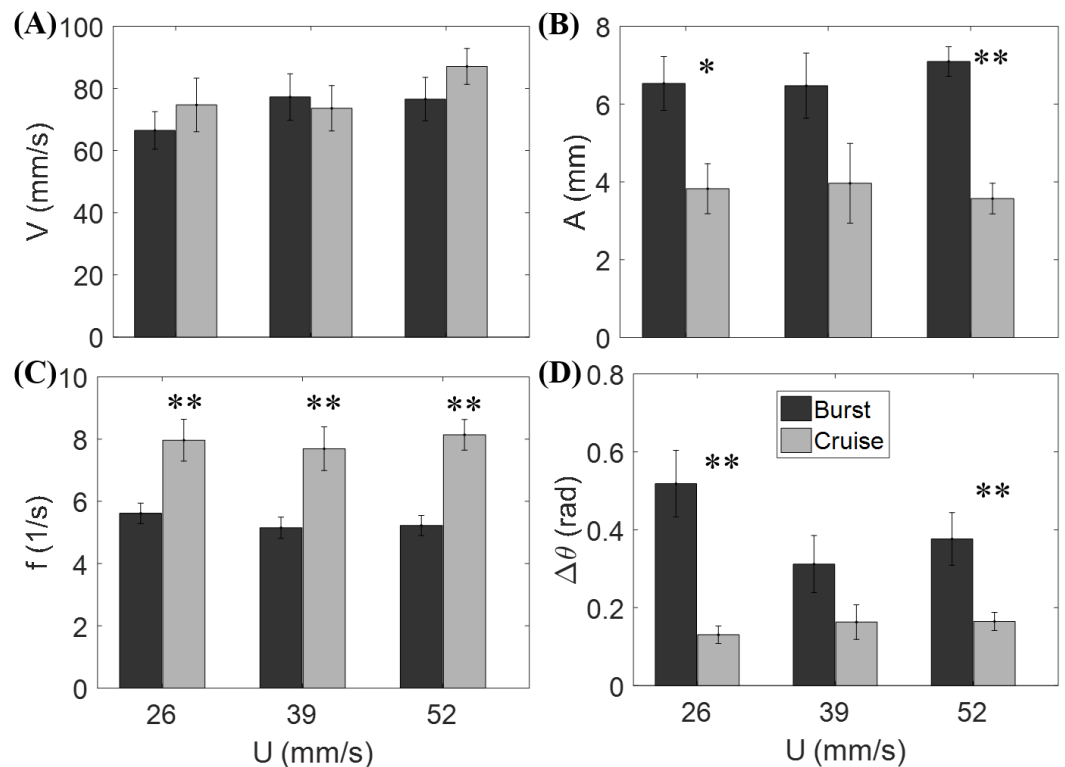 (A)
100
80
60
40
20
0
V (mm/s)
(B)
8
6
4
2
0
A (mm)
*
**
(C)
10
8
6
4
2
0
f (1/s)
** ** **
26 39 52
U (mm/s)
(D)
0.8
0.6
0.4
0.2
0
Δθ (rad)
Burst
Cruise
** **
26 39 52
U (mm/s)